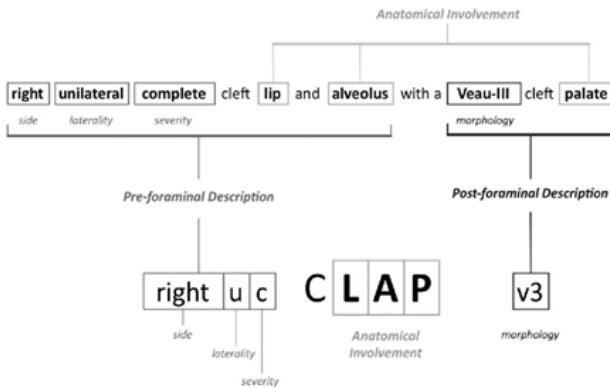 Anatomical Involvement
right unilateral complete cleft lip and alveolus with a Veau-III cleft palate
side laterality severity morphology
Pre-foraminal Description Post-foraminal Description
right u c C L A P v3
side laterality severity Anatomical Involvement morphology